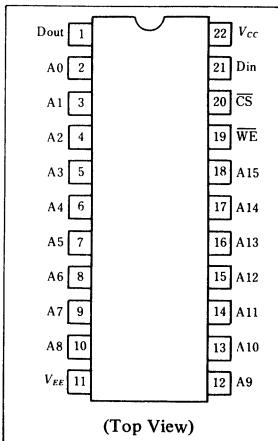 Dout 1 22 VCC
A0 2 21 Din
A1 3 20 C̅S̅
A2 4 19 W̅E̅
A3 5 18 A15
A4 6 17 A14
A5 7 16 A13
A6 8 15 A12
A7 9 14 A11
A8 10 13 A10
VEE 11 12 A9
(Top View)